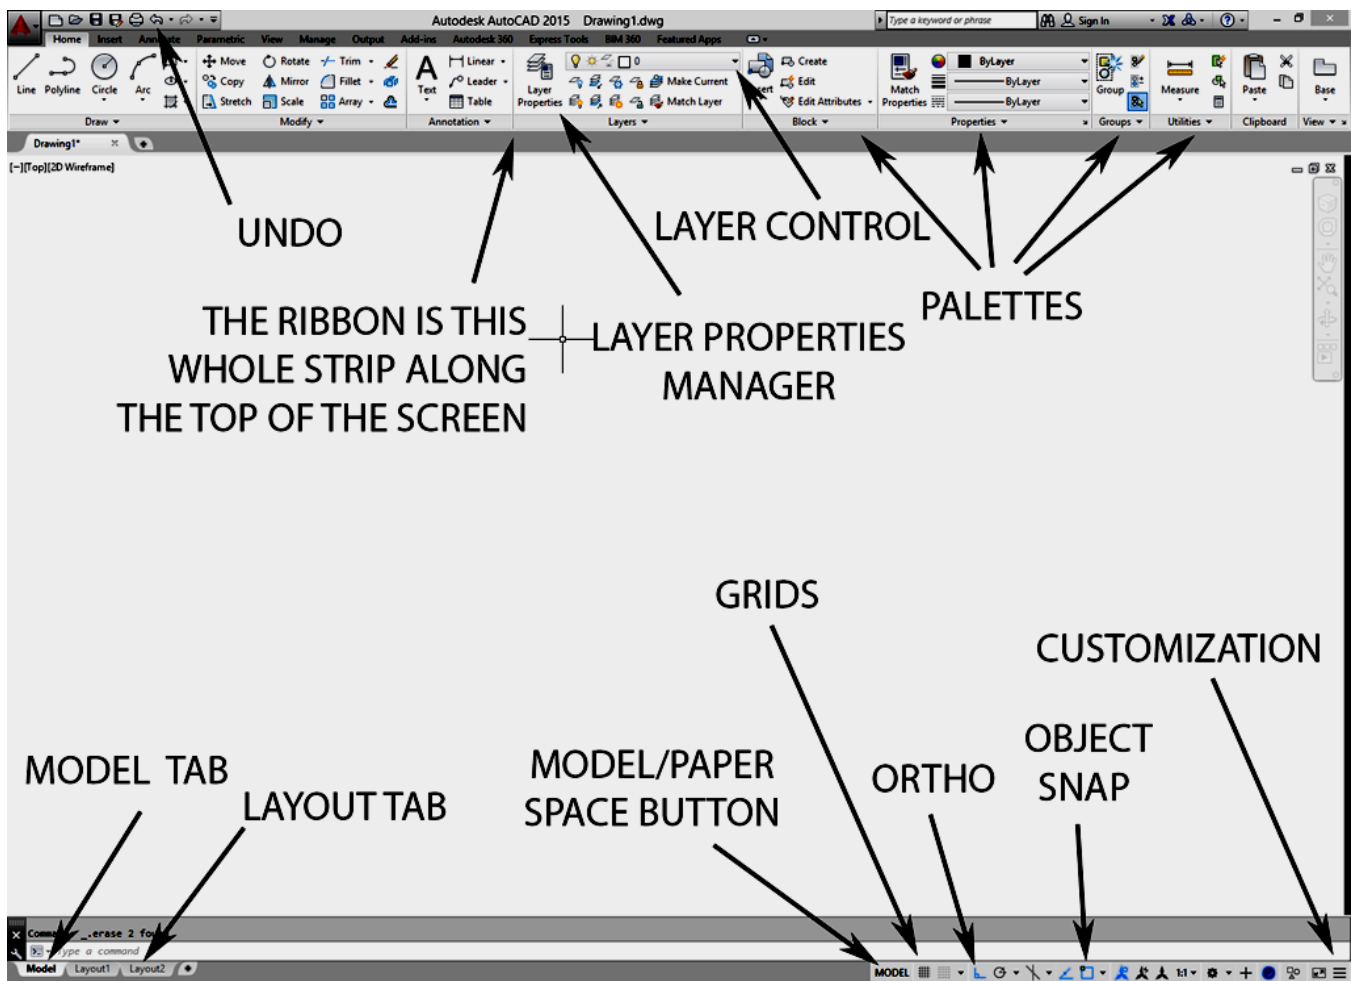 Autodesk AutoCAD 2015 Drawing1.dwg
Type a keyword or phrase
Sign In
Home Insert Annotate Parametric View Manage Output Add-ins Autodesk 360 Express Tools BIM 360 Featured Apps
Move Rotate Trim Linear 0 Create ByLayer
Copy Mirror Fillet Leader Make Current Edit ByLayer
Stretch Scale Array Table Match Layer Edit Attributes ByLayer
Line Polyline Circle Arc Text Layer Properties Match Properties Group Measure Paste Base
Draw Modify Annotation Layers Block Properties Groups Utilities Clipboard View
Drawing1*
[−][Top][2D Wireframe]
UNDO
LAYER CONTROL
PALETTES
THE RIBBON IS THIS
WHOLE STRIP ALONG
THE TOP OF THE SCREEN
LAYER PROPERTIES
MANAGER
GRIDS
CUSTOMIZATION
MODEL TAB
LAYOUT TAB
MODEL/PAPER
SPACE BUTTON
ORTHO
OBJECT
SNAP
_.erase 2
Type a command
Model Layout1 Layout2
MODEL 1:1